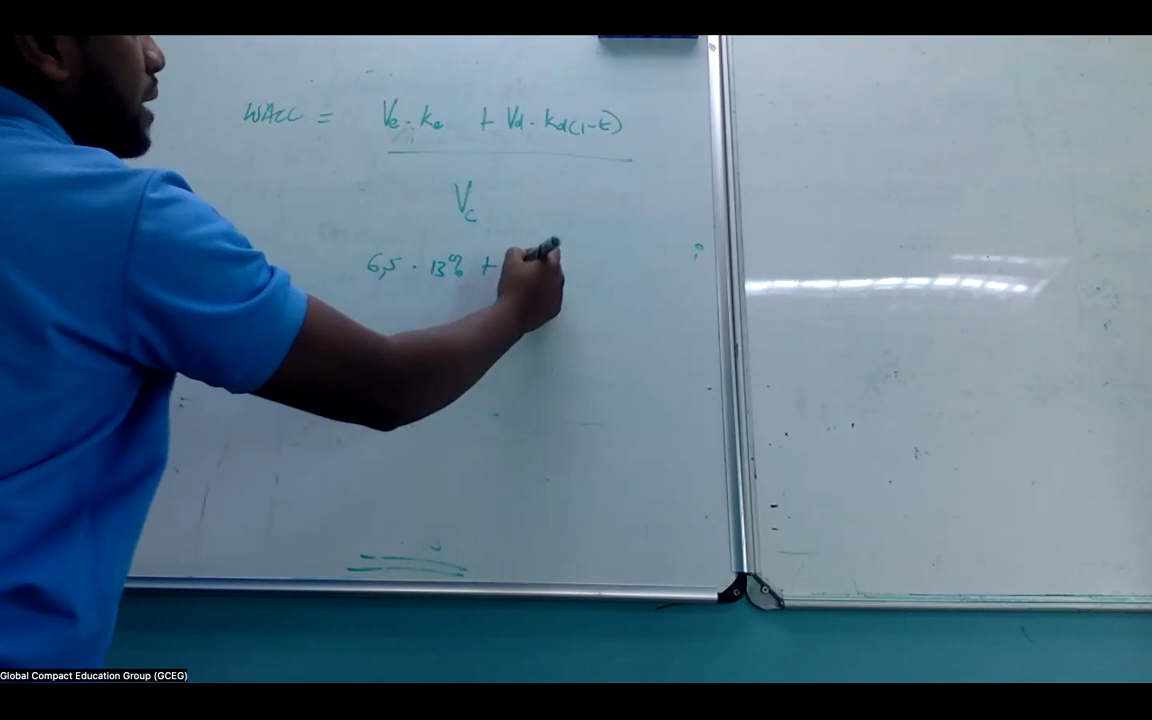 WACC = Ve . Ke + Vd . Kd(1-t)
Vc
6,5 . 13% +
Global Compact Education Group (GCEG)